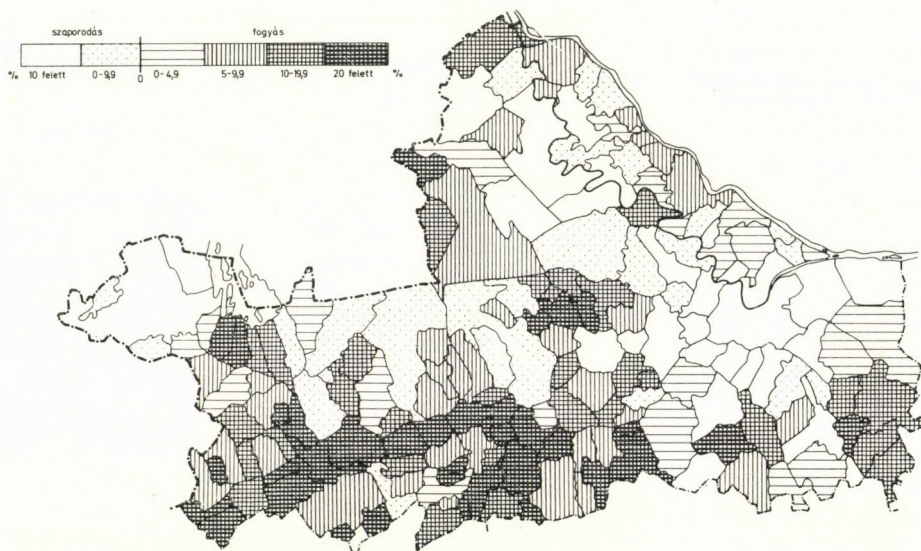 szaporodás fogyás
‰ 10 felett 0-9,9 0 0-4,9 5-9,9 10-19,9 20 felett ‰